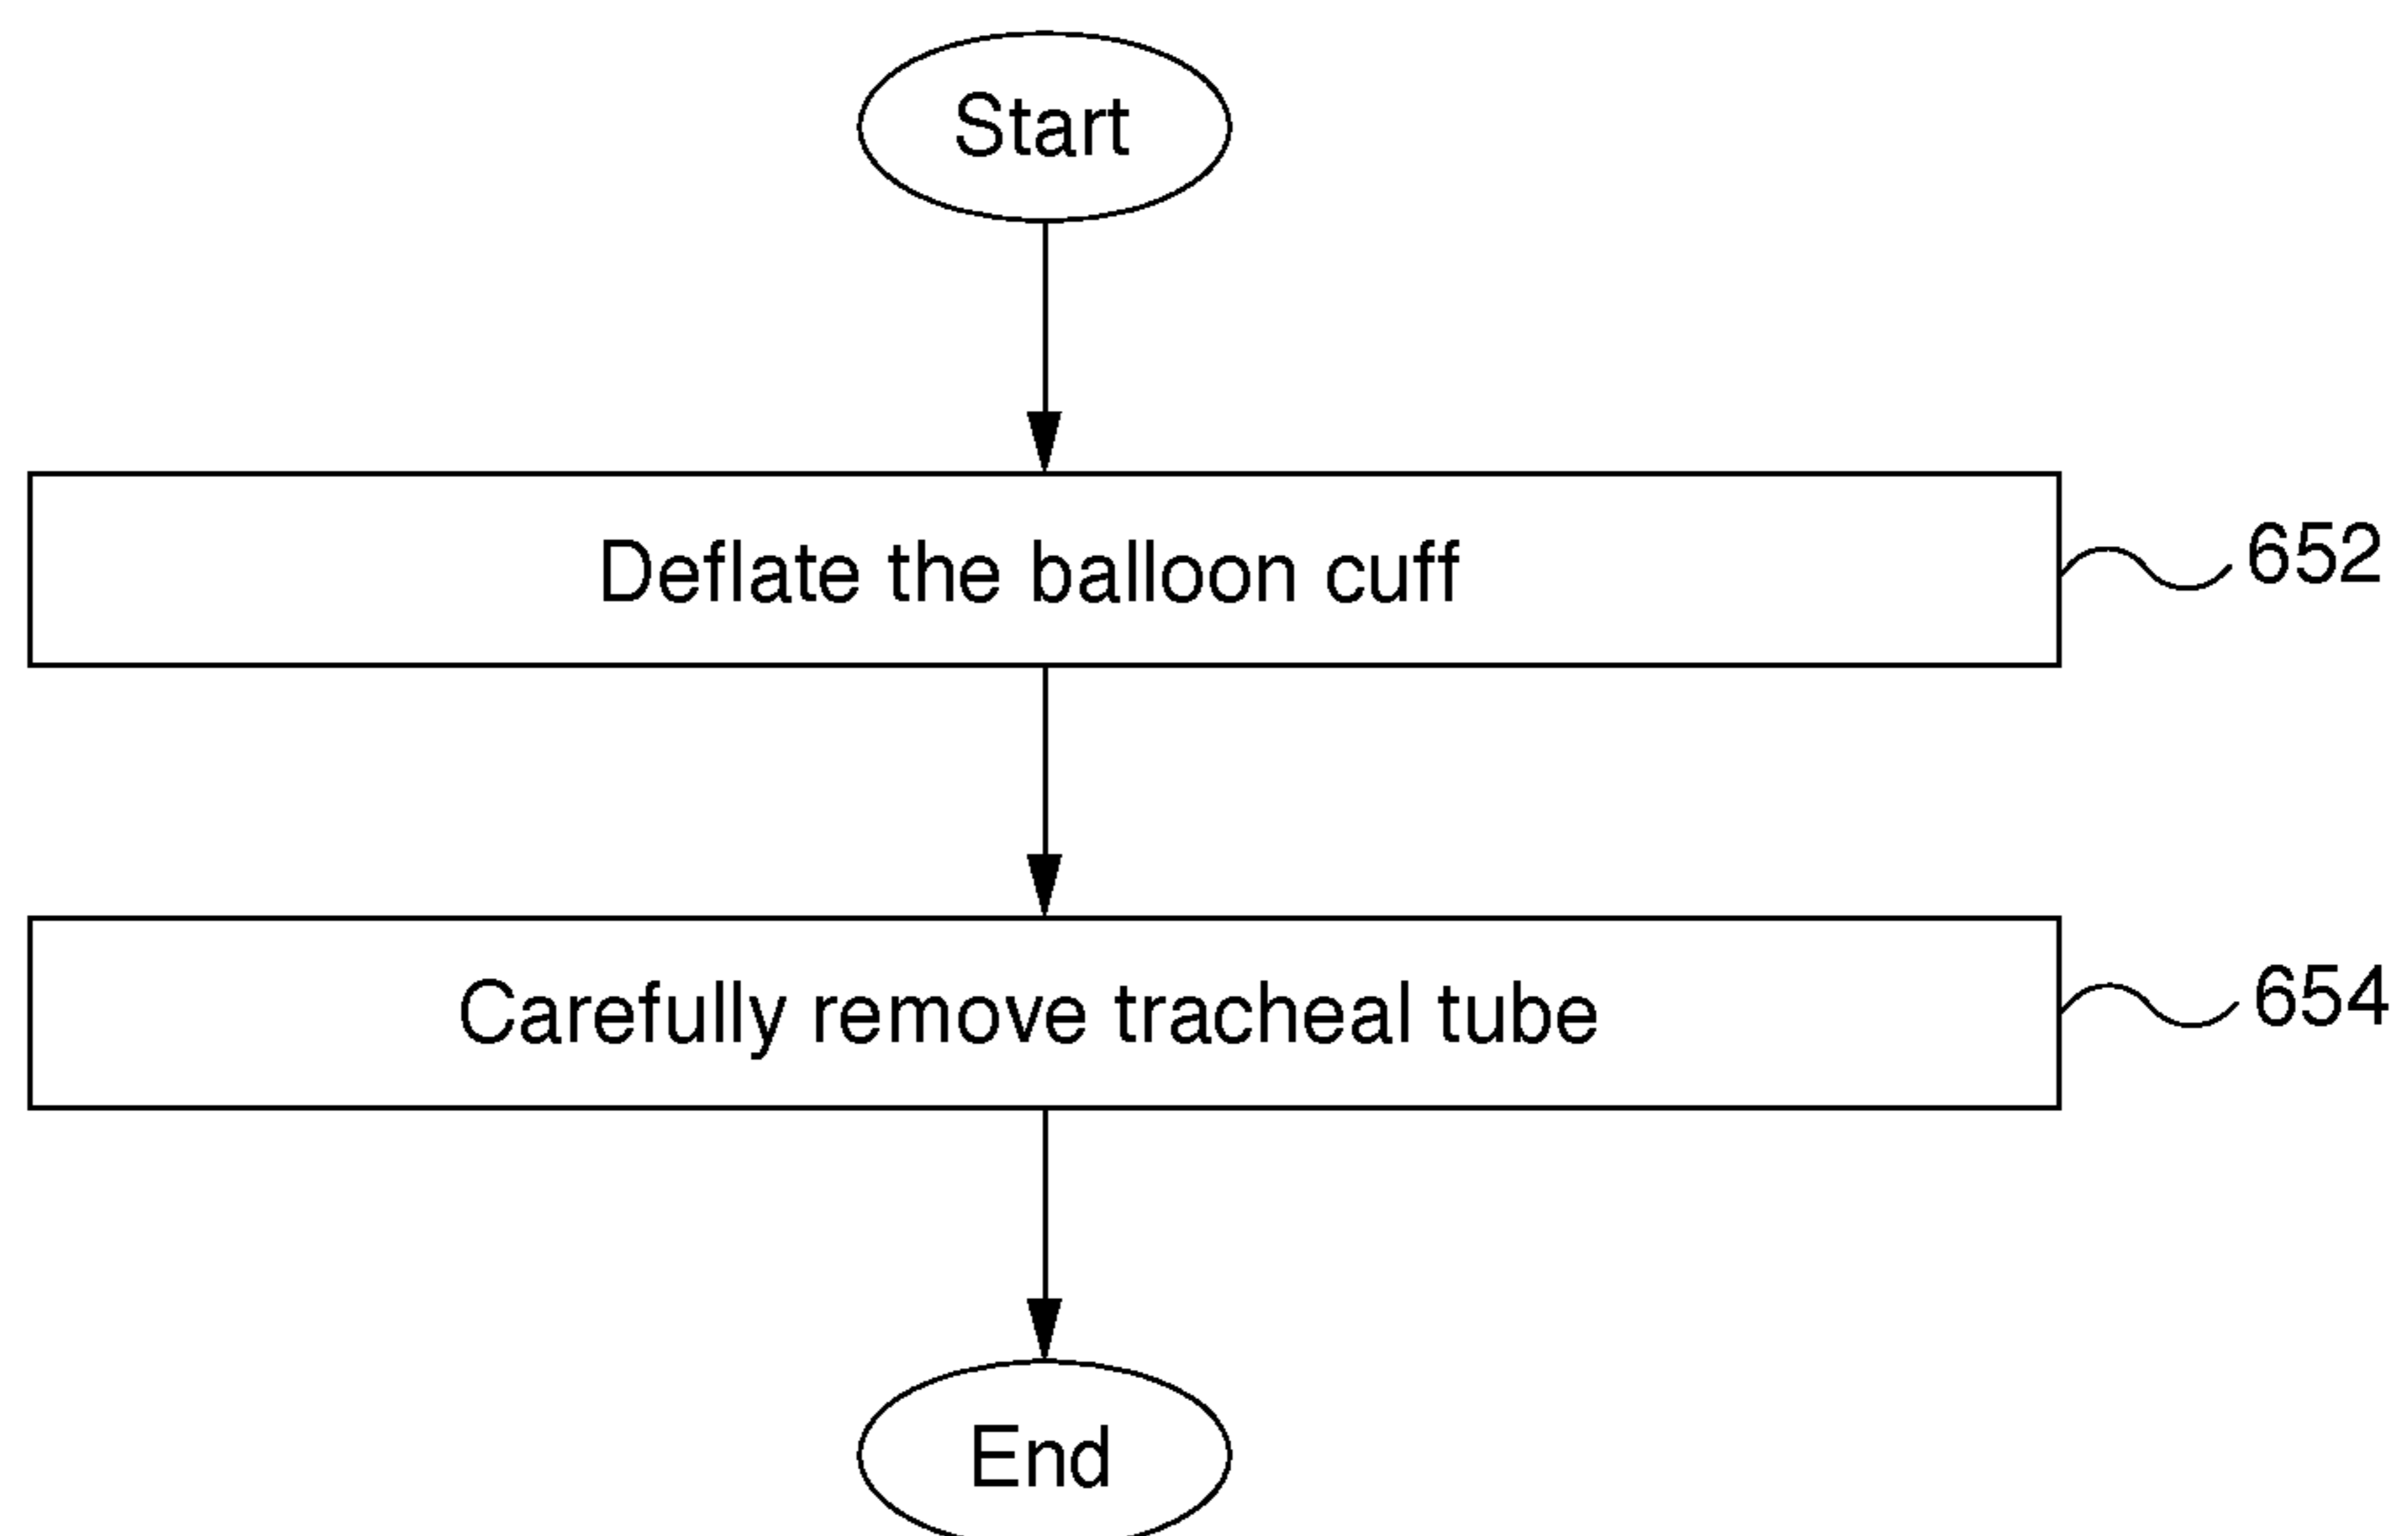 Start
Deflate the balloon cuff
652
Carefully remove tracheal tube
654
End